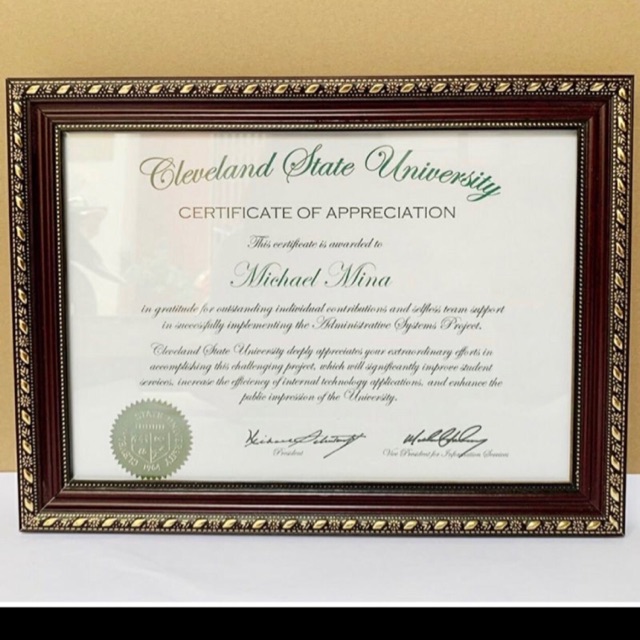 Cleveland State University
CERTIFICATE OF APPRECIATION
This certificate is awarded to
Michael Mina
in gratitude for outstanding individual contributions and selfless team support
in successfully implementing the Administrative Systems Project.
Cleveland State University deeply appreciates your extraordinary efforts in
accomplishing this challenging project, which will significantly improve student
services, increase the efficiency of internal technology applications, and enhance the
public impression of the University.
President
Vice President for Information Services
1964